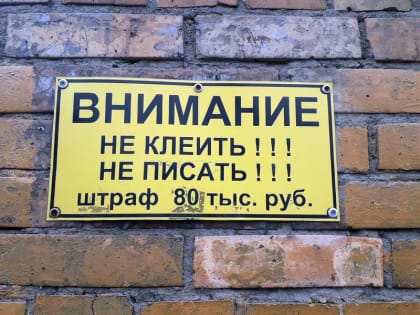 ВНИМАНИЕ
НЕ КЛЕИТЬ ! ! !
НЕ ПИСАТЬ ! ! !
штраф 80 тыс. руб.